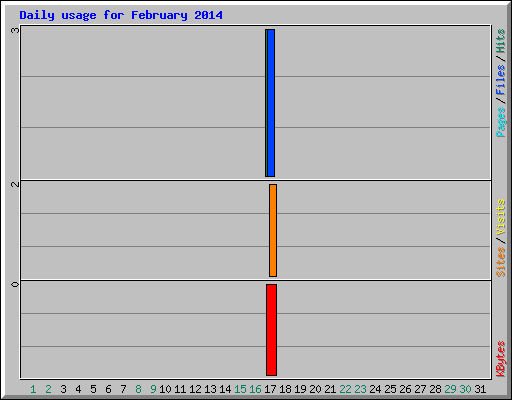 Daily usage for February 2014
3
2
0
Pages/Files/Hits
Sites/Visits
KBytes
1 2 3 4 5 6 7 8 9 10 11 12 13 14 15 16 17 18 19 20 21 22 23 24 25 26 27 28 29 30 31